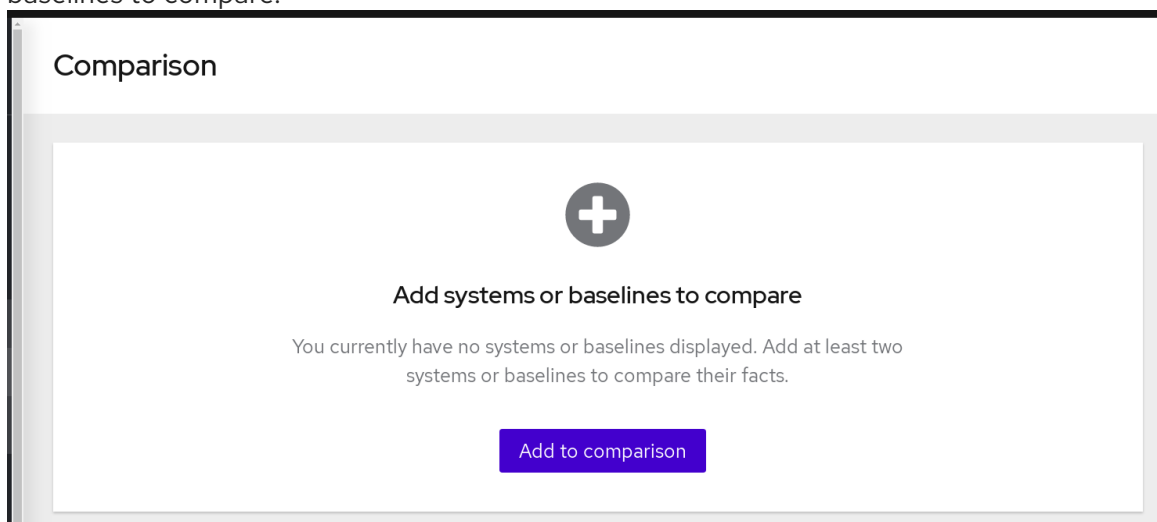 baselines to compare.
Comparison
Add systems or baselines to compare
You currently have no systems or baselines displayed. Add at least two
systems or baselines to compare their facts.
Add to comparison